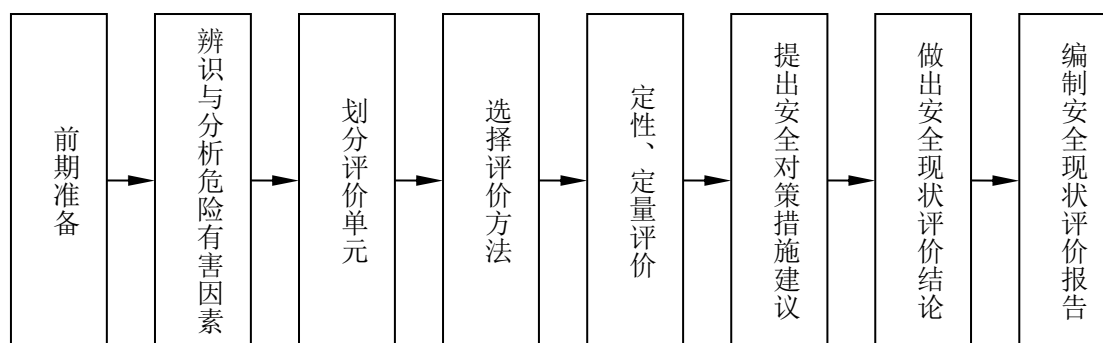 前期准备
辨识与分析危险有害因素
划分评价单元
选择评价方法
定性、定量评价
提出安全对策措施建议
做出安全现状评价结论
编制安全现状评价报告